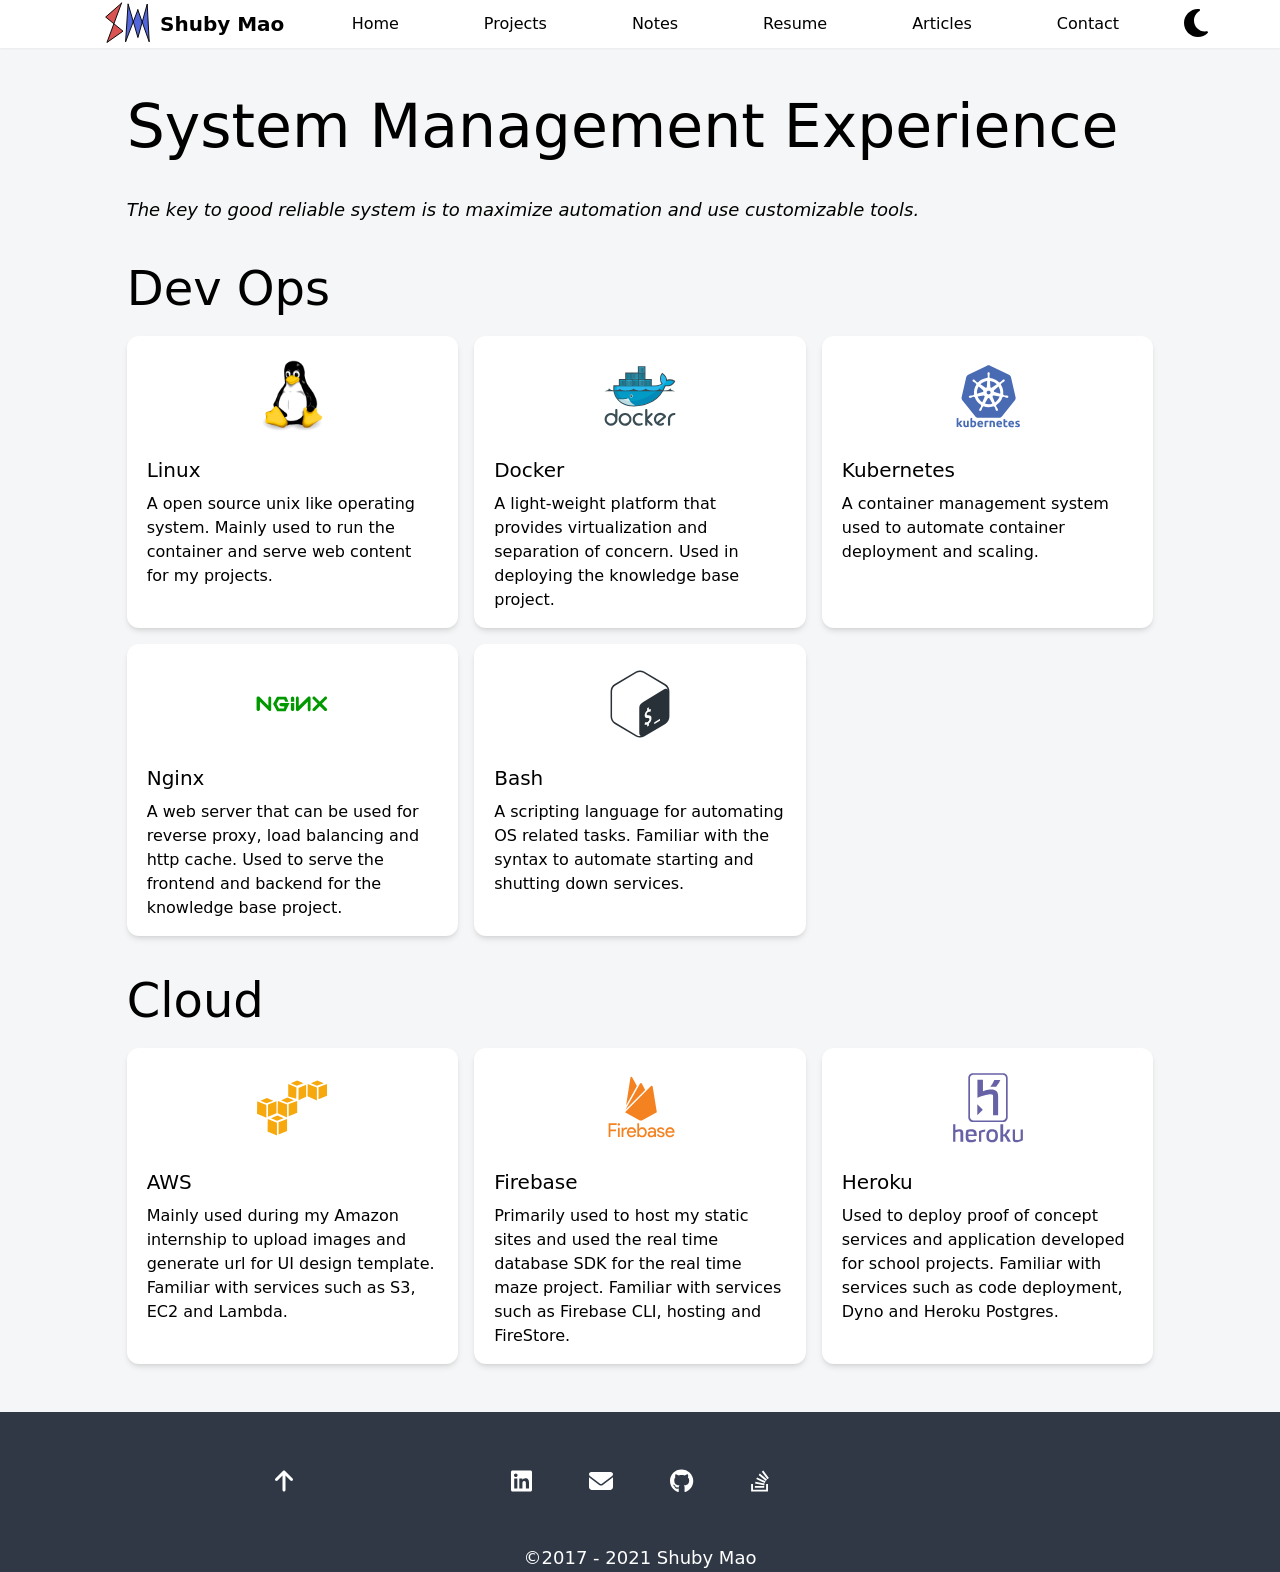 Shuby Mao Home Projects Notes Resume Articles Contact
System Management Experience
The key to good reliable system is to maximize automation and use customizable tools.
Dev Ops
docker
kubernetes
Linux
A open source unix like operating
system. Mainly used to run the
container and serve web content
for my projects.
Docker
A light-weight platform that
provides virtualization and
separation of concern. Used in
deploying the knowledge base
project.
Kubernetes
A container management system
used to automate container
deployment and scaling.
NGINX
$_
Nginx
A web server that can be used for
reverse proxy, load balancing and
http cache. Used to serve the
frontend and backend for the
knowledge base project.
Bash
A scripting language for automating
OS related tasks. Familiar with the
syntax to automate starting and
shutting down services.
Cloud
Firebase
heroku
AWS
Mainly used during my Amazon
internship to upload images and
generate url for UI design template.
Familiar with services such as S3,
EC2 and Lambda.
Firebase
Primarily used to host my static
sites and used the real time
database SDK for the real time
maze project. Familiar with services
such as Firebase CLI, hosting and
FireStore.
Heroku
Used to deploy proof of concept
services and application developed
for school projects. Familiar with
services such as code deployment,
Dyno and Heroku Postgres.
©2017 - 2021 Shuby Mao